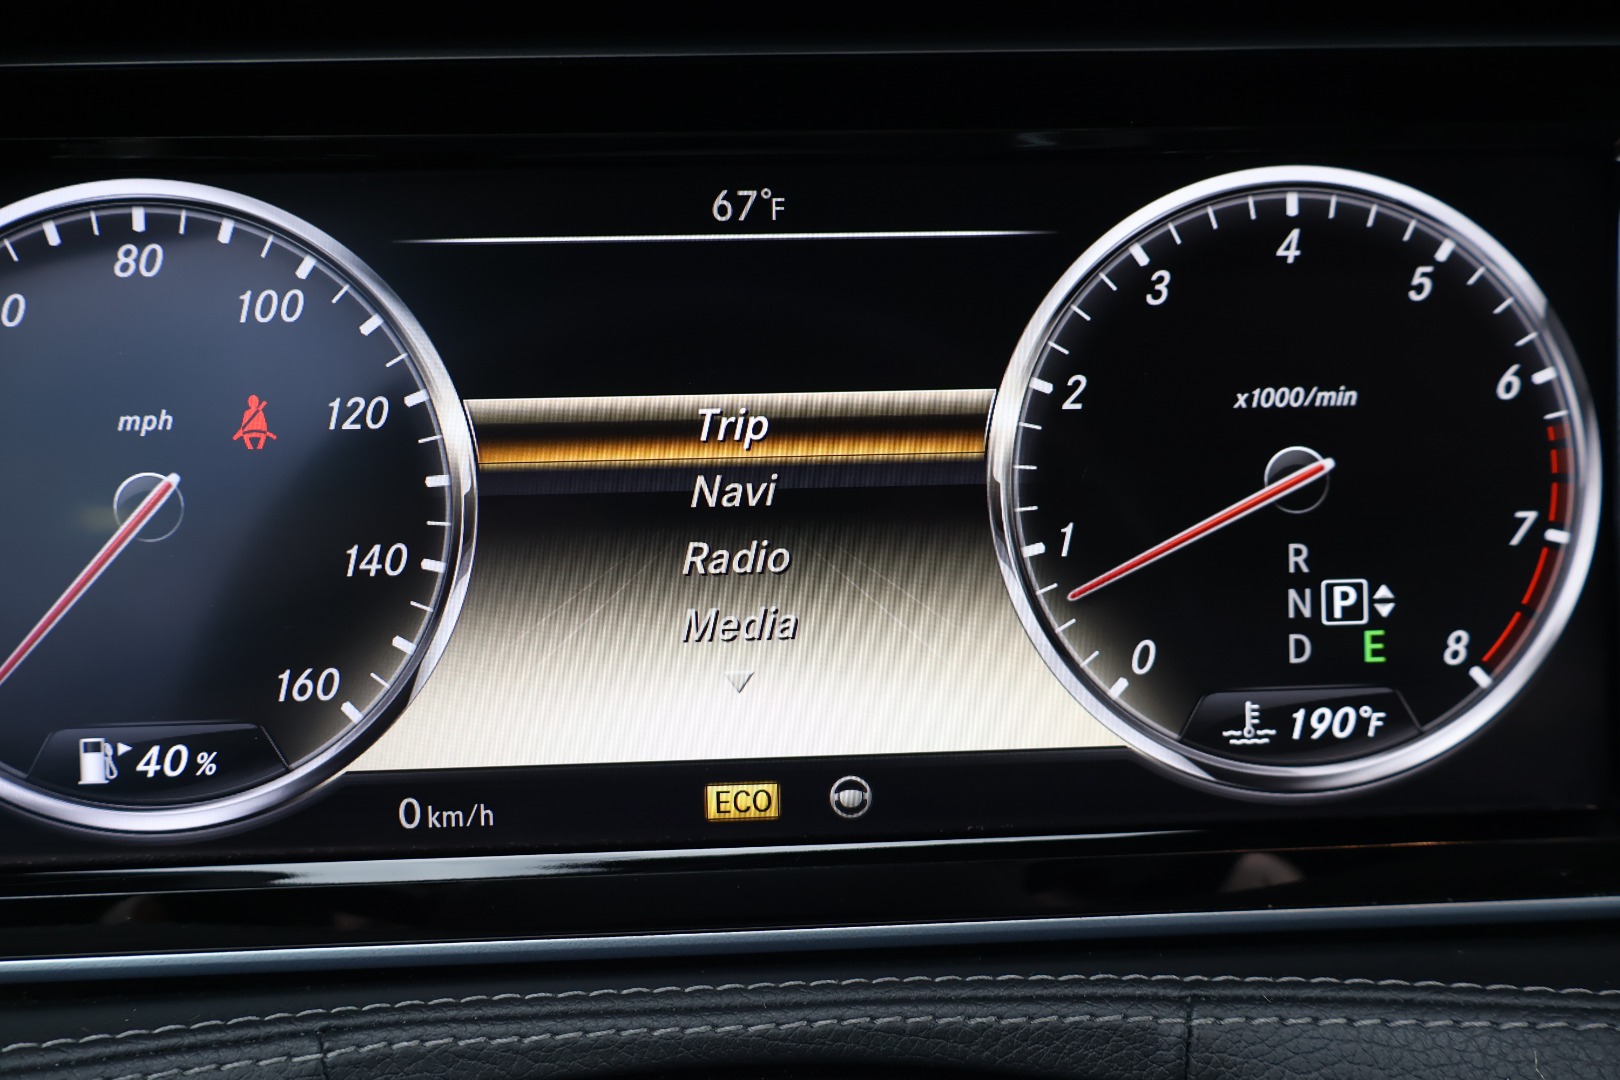 67°F
0
80
100
120
140
160
mph
40 %
Trip
Navi
Radio
Media
0 km/h
ECO
0
1
2
3
4
5
6
7
8
x1000/min
R
N P
D E
190°F